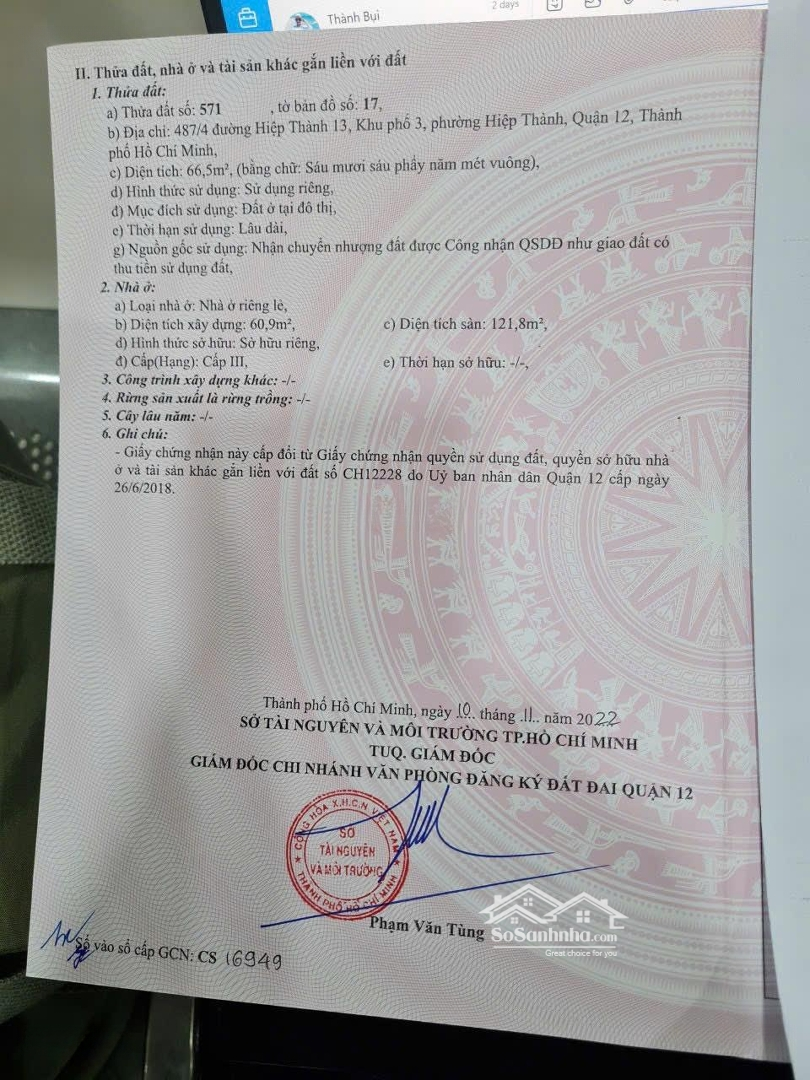 Thành Bụi
2 days
II. Thửa đất, nhà ở và tài sản khác gắn liền với đất
1. Thửa đất:
a) Thửa đất số: 571 , tờ bản đồ số: 17,
b) Địa chỉ: 487/4 đường Hiệp Thành 13, Khu phố 3, phường Hiệp Thành, Quận 12, Thành
phố Hồ Chí Minh,
c) Diện tích: 66,5m², (bằng chữ: Sáu mươi sáu phẩy năm mét vuông),
d) Hình thức sử dụng: Sử dụng riêng,
đ) Mục đích sử dụng: Đất ở tại đô thị,
e) Thời hạn sử dụng: Lâu dài,
g) Nguồn gốc sử dụng: Nhận chuyển nhượng đất được Công nhận QSDĐ như giao đất có
thu tiền sử dụng đất,
2. Nhà ở:
a) Loại nhà ở: Nhà ở riêng lẻ,
b) Diện tích xây dựng: 60,9m², c) Diện tích sàn: 121,8m²,
d) Hình thức sở hữu: Sở hữu riêng,
đ) Cấp(Hạng): Cấp III, e) Thời hạn sở hữu: -/-,
3. Công trình xây dựng khác: -/-
4. Rừng sản xuất là rừng trồng: -/-
5. Cây lâu năm: -/-
6. Ghi chú:
- Giấy chứng nhận này cấp đổi từ Giấy chứng nhận quyền sử dụng đất, quyền sở hữu nhà
ở và tài sản khác gắn liền với đất số CH12228 do Uỷ ban nhân dân Quận 12 cấp ngày
26/6/2018.
Thành phố Hồ Chí Minh, ngày 10 tháng 11 năm 2022
SỞ TÀI NGUYÊN VÀ MÔI TRƯỜNG TP.HỒ CHÍ MINH
TUQ. GIÁM ĐỐC
GIÁM ĐỐC CHI NHÁNH VĂN PHÒNG ĐĂNG KÝ ĐẤT ĐAI QUẬN 12
CỘNG HÒA X.H.C.N VIỆT NAM
SỞ
TÀI NGUYÊN
VÀ MÔI TRƯỜNG
THÀNH PHỐ HỒ CHÍ MINH
Phạm Văn Tùng
SoSanhnha.com
Great choice for you
Số vào sổ cấp GCN: CS 16949